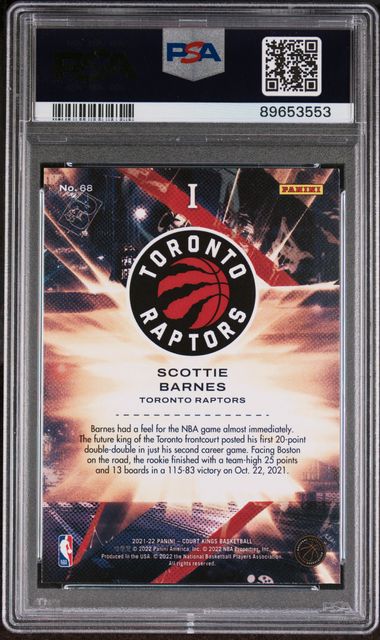 PSA
PSA
89653553
No. 68
I
PANINI
TORONTO
RAPTORS
SCOTTIE
BARNES
TORONTO RAPTORS
Barnes had a feel for the NBA game almost immediately.
The future king of the Toronto frontcourt posted his first 20-point
double-double in just his second career game. Facing Boston
on the road, the rookie finished with a team-high 25 points
and 13 boards in a 115-83 victory on Oct. 22, 2021.
2021-22 PANINI – COURT KINGS BASKETBALL
© 2022 Panini America, Inc. © 2022 NBA Properties, Inc.
Produced in the USA. © 2022 the National Basketball Players Association.
All rights reserved.
NBA
PSA